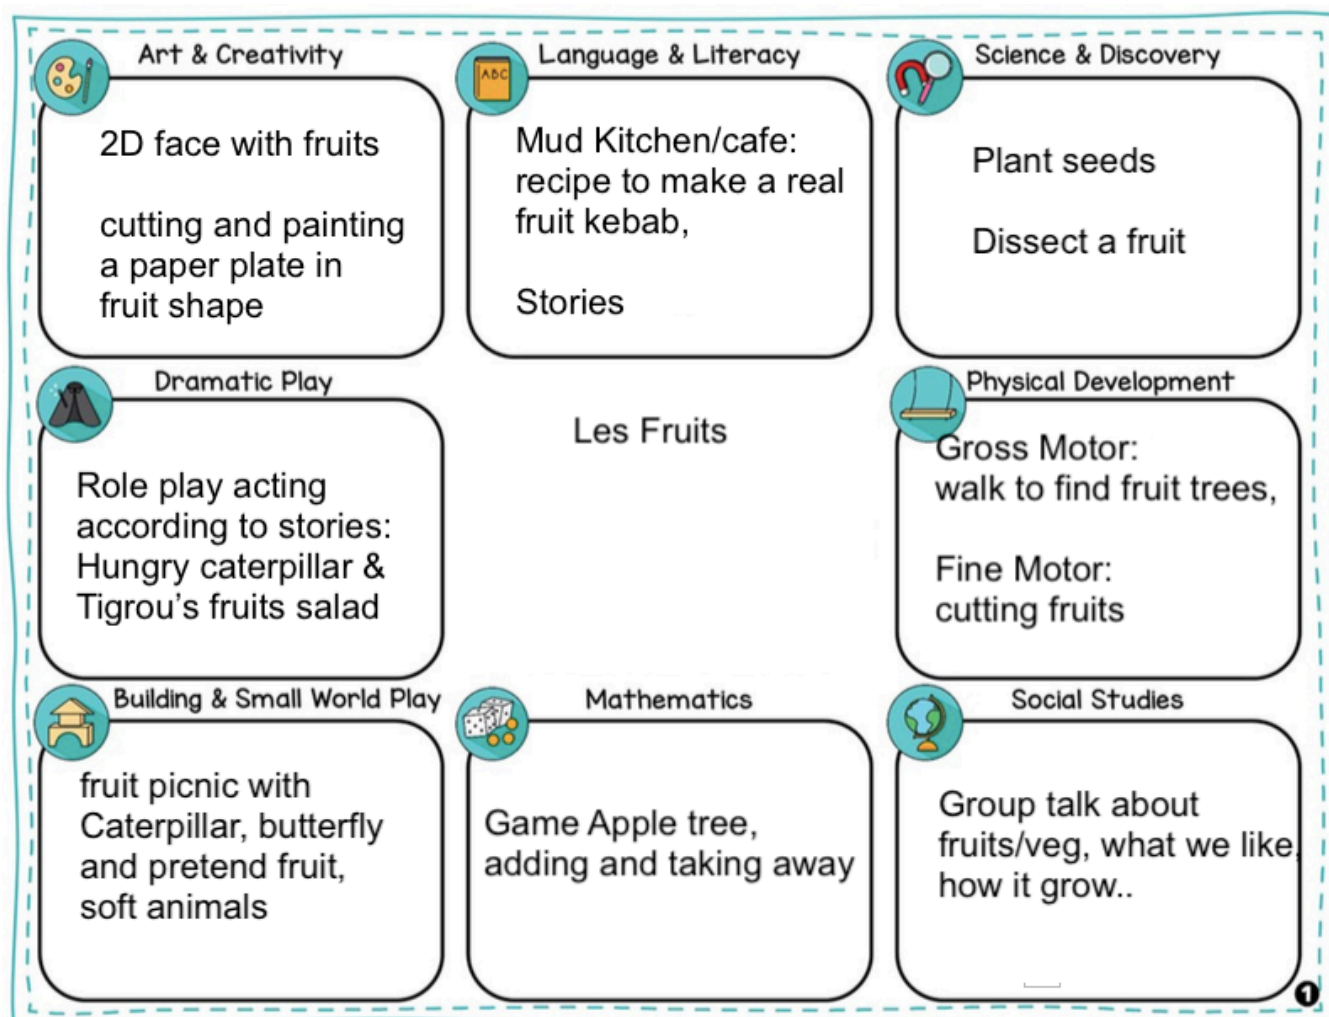 Art & Creativity
2D face with fruits
cutting and painting
a paper plate in
fruit shape
Language & Literacy
ABC
Mud Kitchen/cafe:
recipe to make a real
fruit kebab,
Stories
Science & Discovery
Plant seeds
Dissect a fruit
Dramatic Play
Role play acting
according to stories:
Hungry caterpillar &
Tigrou's fruits salad
Les Fruits
Physical Development
Gross Motor:
walk to find fruit trees,
Fine Motor:
cutting fruits
Building & Small World Play
fruit picnic with
Caterpillar, butterfly
and pretend fruit,
soft animals
Mathematics
Game Apple tree,
adding and taking away
Social Studies
Group talk about
fruits/veg, what we like,
how it grow..
1